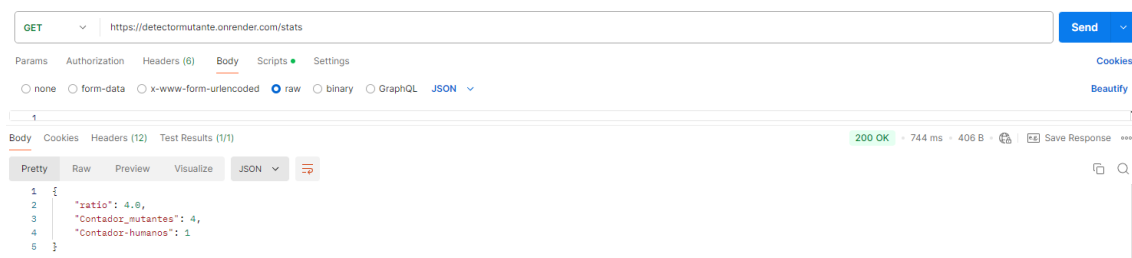 GET https://detectormutante.onrender.com/stats Send
Params Authorization Headers (6) Body Scripts Settings Cookies
none form-data x-www-form-urlencoded raw binary GraphQL JSON Beautify
1
Body Cookies Headers (12) Test Results (1/1) 200 OK 744 ms 406 B Save Response
Pretty Raw Preview Visualize JSON
1 {
2 "ratio": 4.0,
3 "Contador_mutantes": 4,
4 "Contador-humanos": 1
5 }